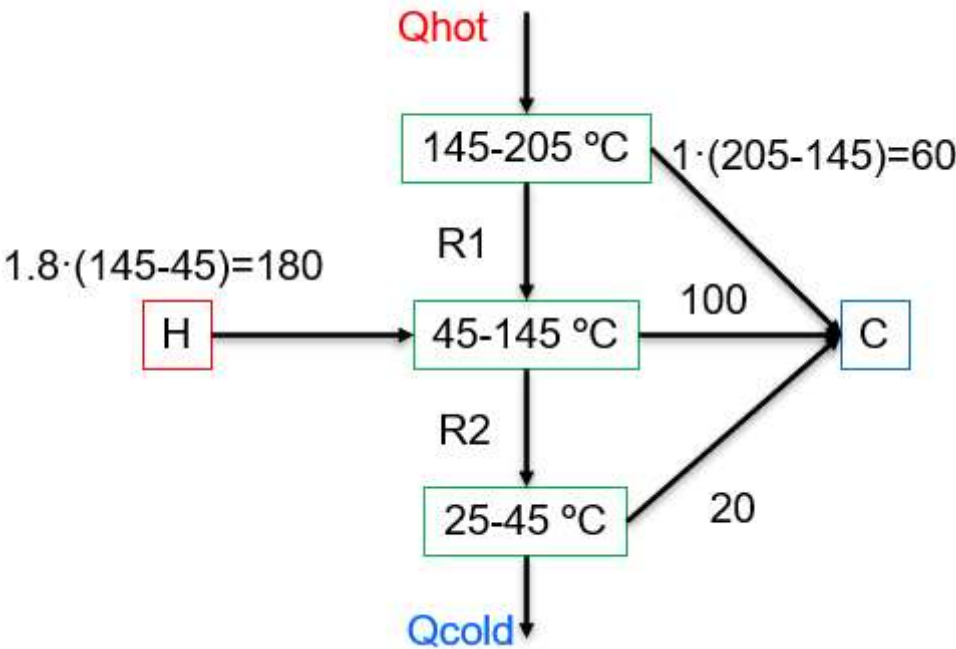 Qhot
145-205 ºC
1·(205-145)=60
R1
1.8·(145-45)=180
100
H
45-145 ºC
C
R2
25-45 ºC
20
Qcold